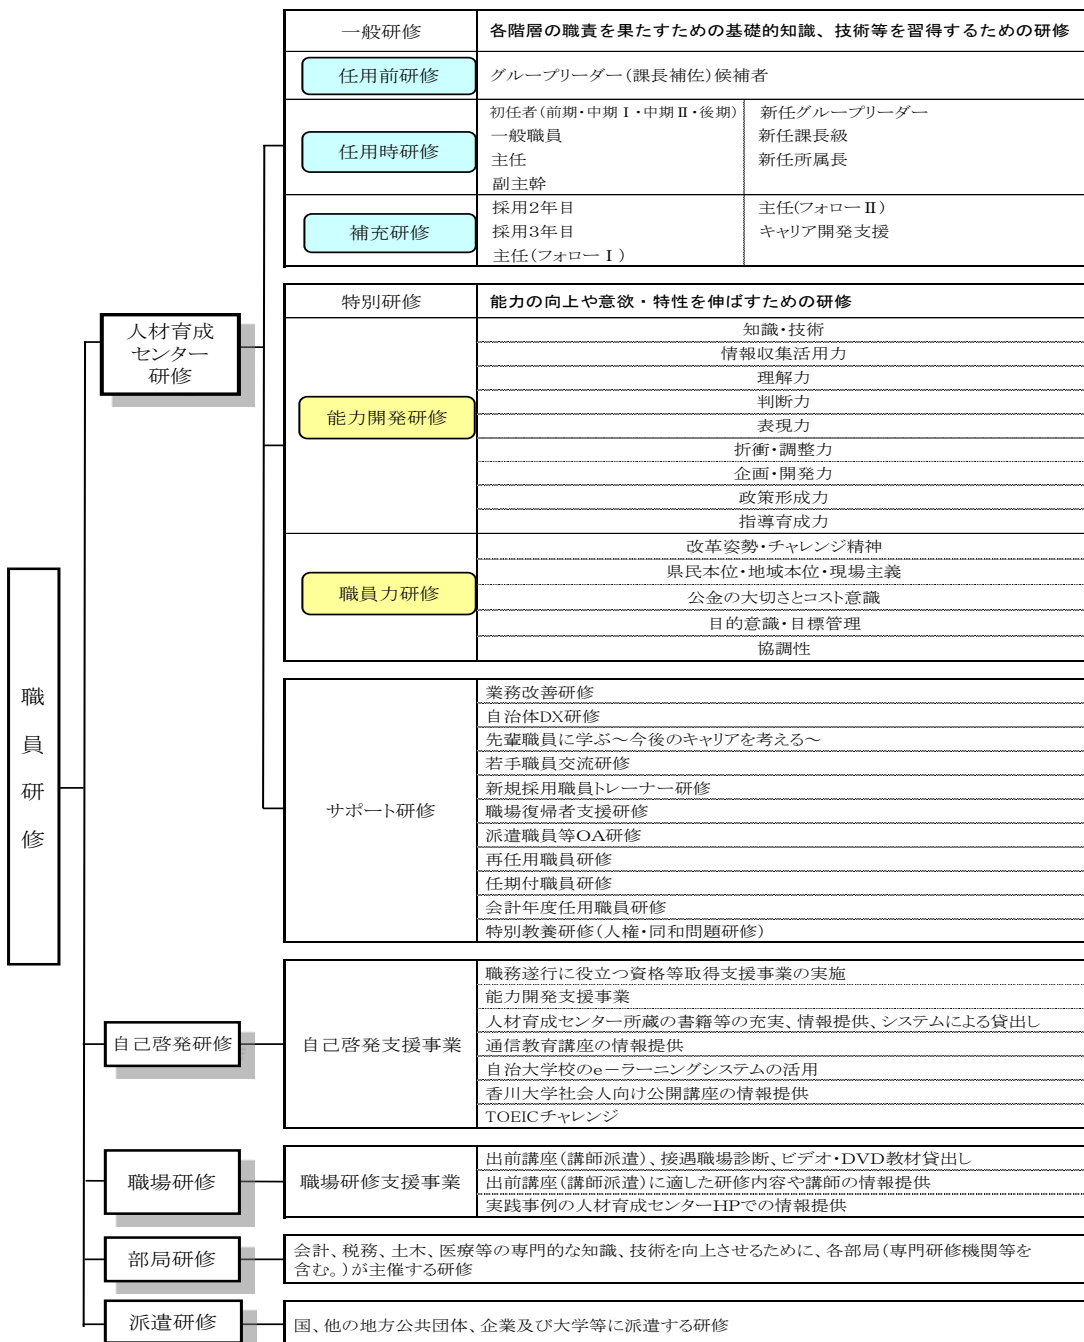 職員研修
人材育成
センター
研修
一般研修
各階層の職責を果たすための基礎的知識、技術等を習得するための研修
任用前研修
グループリーダー(課長補佐)候補者
任用時研修
初任者(前期・中期Ⅰ・中期Ⅱ・後期)
一般職員
主任
副主幹
新任グループリーダー
新任課長級
新任所属長
補充研修
採用2年目
採用3年目
主任(フォローⅠ)
主任(フォローⅡ)
キャリア開発支援
特別研修
能力の向上や意欲・特性を伸ばすための研修
能力開発研修
知識・技術
情報収集活用力
理解力
判断力
表現力
折衝・調整力
企画・開発力
政策形成力
指導育成力
職員力研修
改革姿勢・チャレンジ精神
県民本位・地域本位・現場主義
公金の大切さとコスト意識
目的意識・目標管理
協調性
サポート研修
業務改善研修
自治体DX研修
先輩職員に学ぶ～今後のキャリアを考える～
若手職員交流研修
新規採用職員トレーナー研修
職場復帰者支援研修
派遣職員等OA研修
再任用職員研修
任期付職員研修
会計年度任用職員研修
特別教養研修(人権・同和問題研修)
自己啓発研修
自己啓発支援事業
職務遂行に役立つ資格等取得支援事業の実施
能力開発支援事業
人材育成センター所蔵の書籍等の充実、情報提供、システムによる貸出し
通信教育講座の情報提供
自治大学校のe－ラーニングシステムの活用
香川大学社会人向け公開講座の情報提供
TOEICチャレンジ
職場研修
職場研修支援事業
出前講座(講師派遣)、接遇職場診断、ビデオ・DVD教材貸出し
出前講座(講師派遣)に適した研修内容や講師の情報提供
実践事例の人材育成センターHPでの情報提供
部局研修
会計、税務、土木、医療等の専門的な知識、技術を向上させるために、各部局(専門研修機関等を
含む。)が主催する研修
派遣研修
国、他の地方公共団体、企業及び大学等に派遣する研修